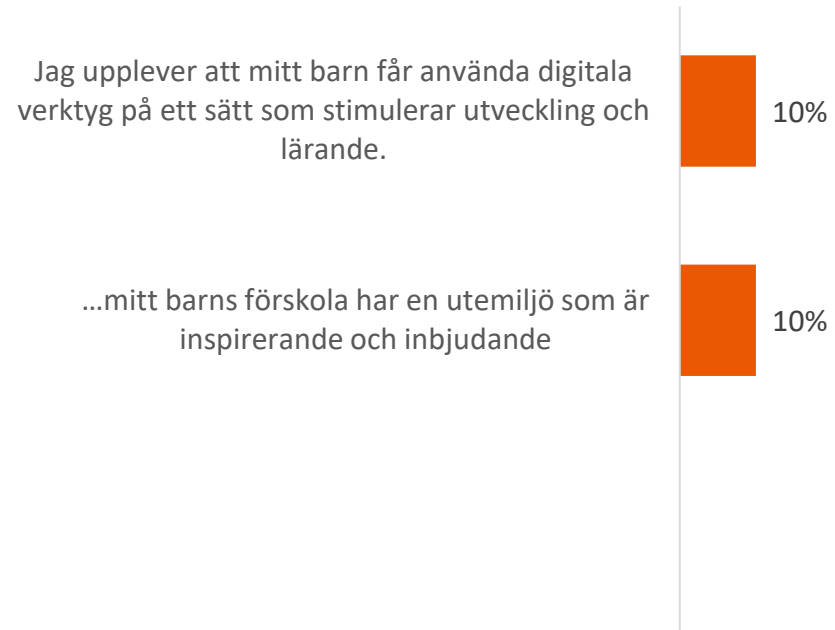 Jag upplever att mitt barn får använda digitala
verktyg på ett sätt som stimulerar utveckling och
lärande.
10%
…mitt barns förskola har en utemiljö som är
inspirerande och inbjudande
10%